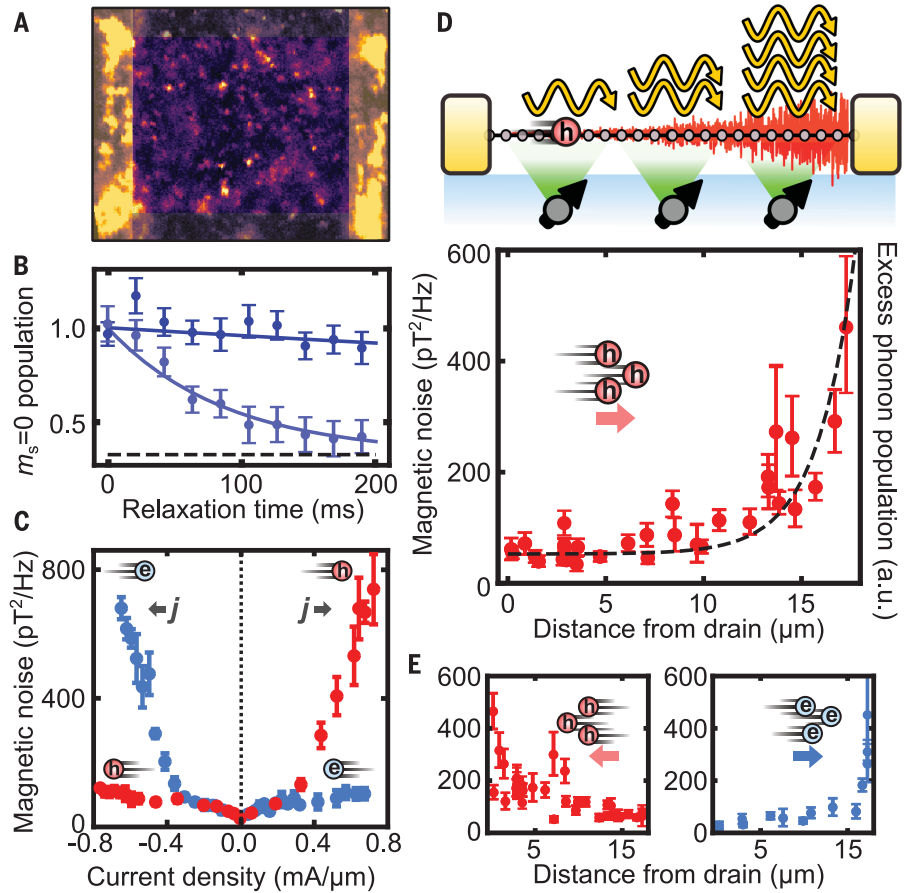 A
B
m_s=0 population
1.0
0.5
0
100
200
Relaxation time (ms)
C
Magnetic noise (pT²/Hz)
800
400
0
e
h
j
j
h
e
-0.8
-0.4
0.0
0.4
0.8
Current density (mA/μm)
D
h
Magnetic noise (pT²/Hz)
600
400
200
0
h
h
h
0
5
10
15
Distance from drain (μm)
Excess phonon population (a.u.)
E
600
400
200
0
h
h
h
5
10
15
600
400
200
0
e
e
e
5
10
15
Distance from drain (μm)